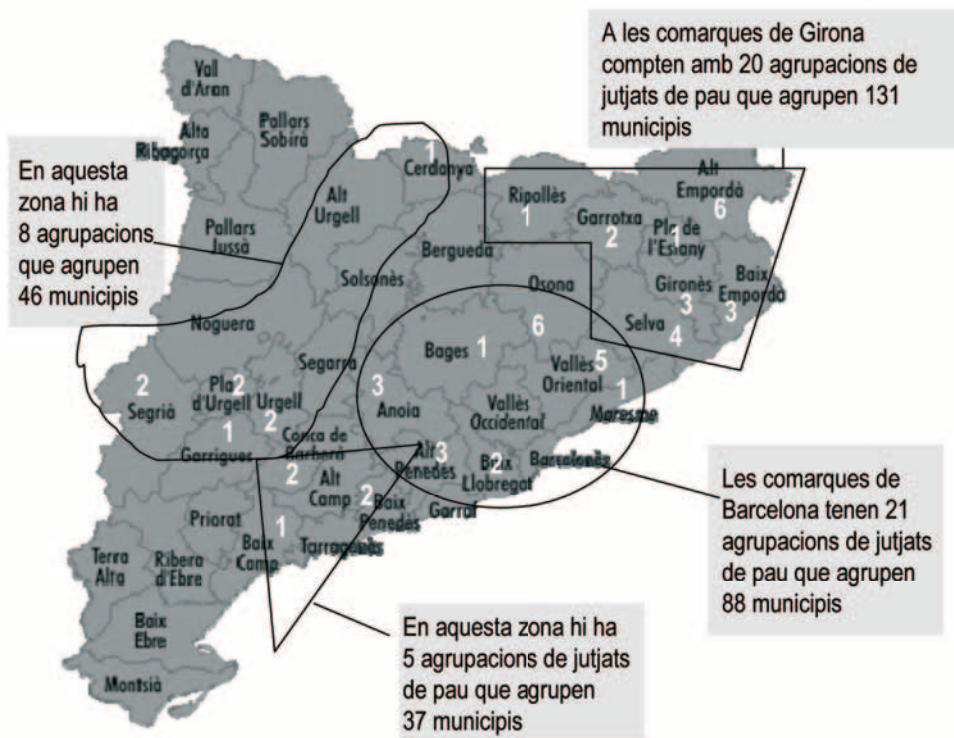 A les comarques de Girona
compten amb 20 agrupacions de
jutjats de pau que agrupen 131
municipis
En aquesta
zona hi ha
8 agrupacions
que agrupen
46 municipis
Val
d'Aran
Pallars
Sobirà
Alta
Ribagorça
1
Cerdanya
Alt
Urgell
Pallars
Jussà
Ripollès
1
Garrotxa
2
Alt
Empordà
6
Pla de
1
l'Estany
Berguedà
Solsonès
Osona
Gironès
3
Baix
Empordà
3
Selva
4
Noguera
Segarra
Bages
1
6
Vallès
Oriental
5
1
Maresme
2
Segrià
Pla
2
d'Urgell
Urgell
2
3
Anoia
Vallès
Occidental
1
Garrigues
Conca de
Barberà
2
Alt
Penedès
3
Baix
2
Llobregat
Barcelonès
Alt
Camp
2
Baix
Penedès
Garraf
Priorat
1
Baix
Camp
Tarragonès
Terra
Alta
Ribera
d'Ebre
Baix
Ebre
Montsià
Les comarques de
Barcelona tenen 21
agrupacions de jutjats
de pau que agrupen
88 municipis
En aquesta zona hi ha
5 agrupacions de jutjats
de pau que agrupen
37 municipis